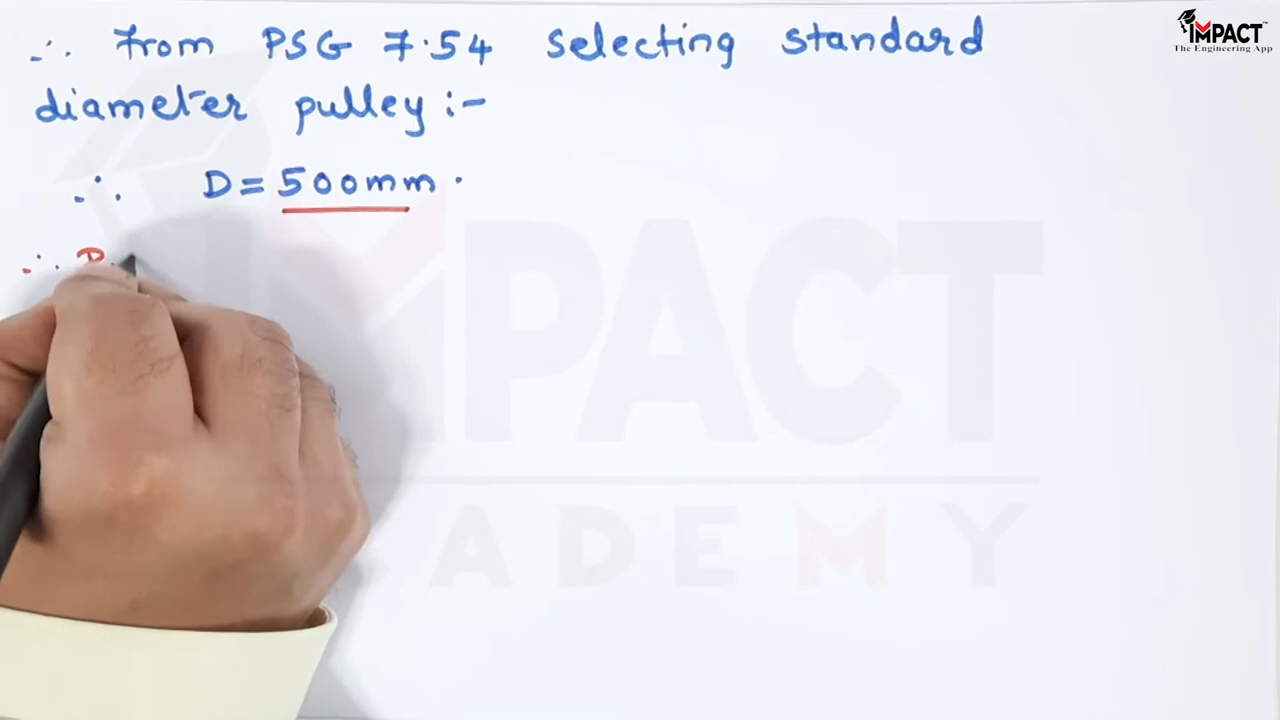 ∴ From PSG 7.54 selecting standard
diameter pulley :-
∴ D = 500mm.
∴
IMPACT
The Engineering App
IMPACT
ACADEMY